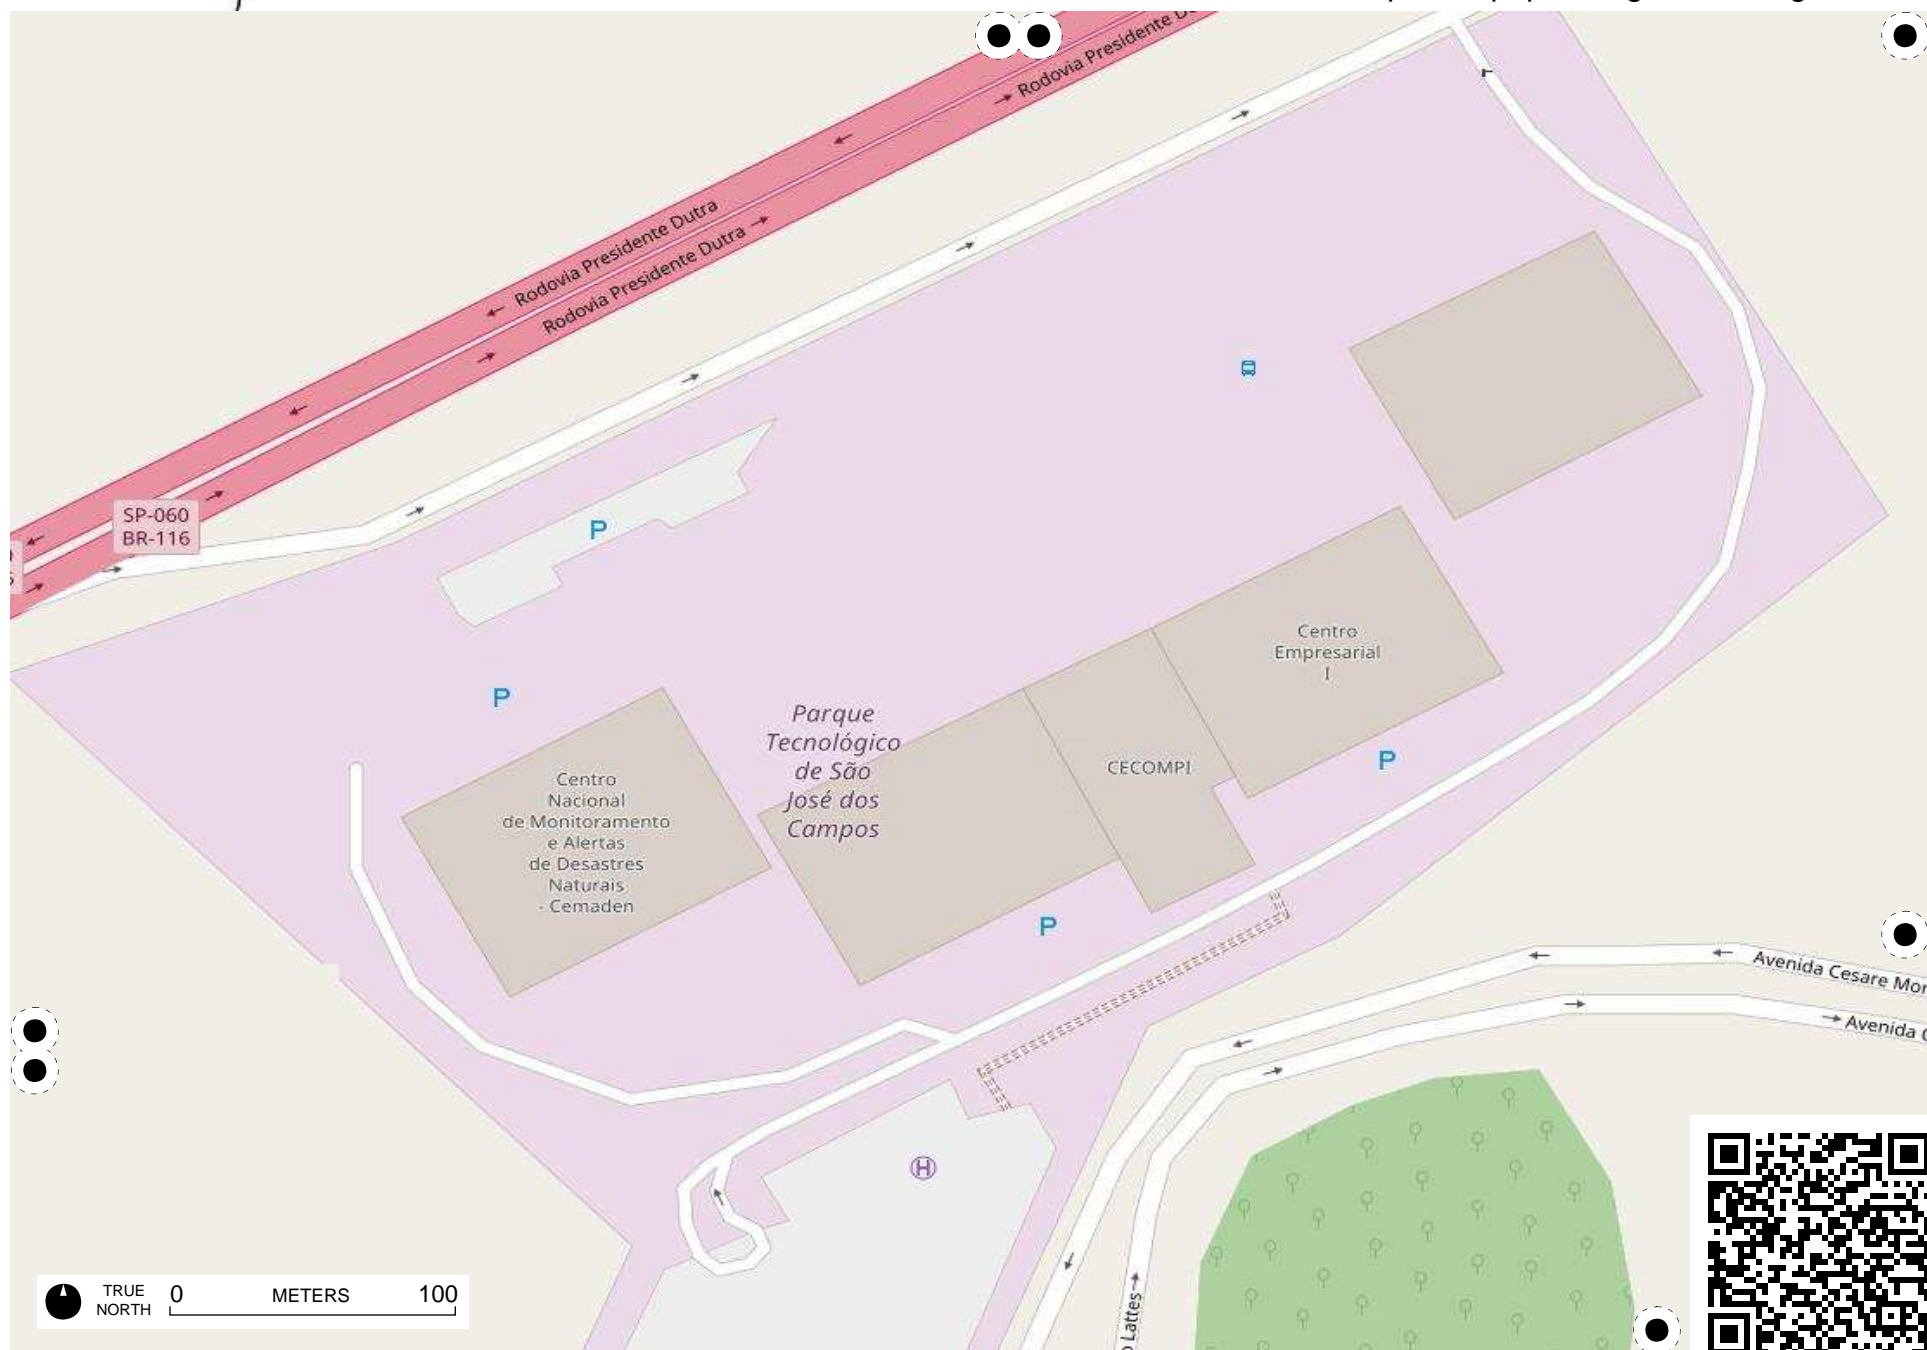 Rodovia Presidente
Rodovia Presidente Dutra
Rodovia Presidente Dutra
SP-060
BR-116
P
P
Centro
Empresarial
I
Parque
Tecnológico
de São
José dos
Campos
CECOMPI
P
Centro
Nacional
de Monitoramento
e Alertas
de Desastres
Naturais
- Cemaden
P
Avenida Cesare
Avenida
H
Lattes
TRUE
NORTH
0 METERS 100